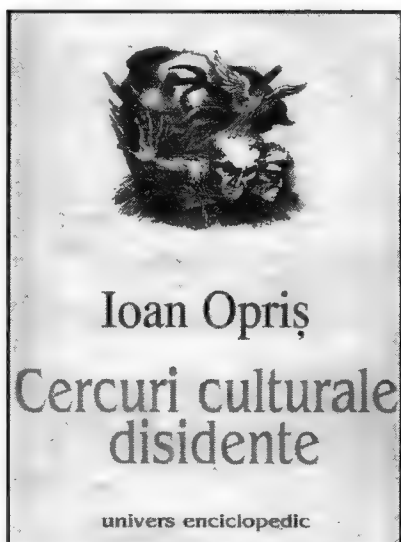 Ioan Opriș
Cercuri culturale
disidente
univers enciclopedic